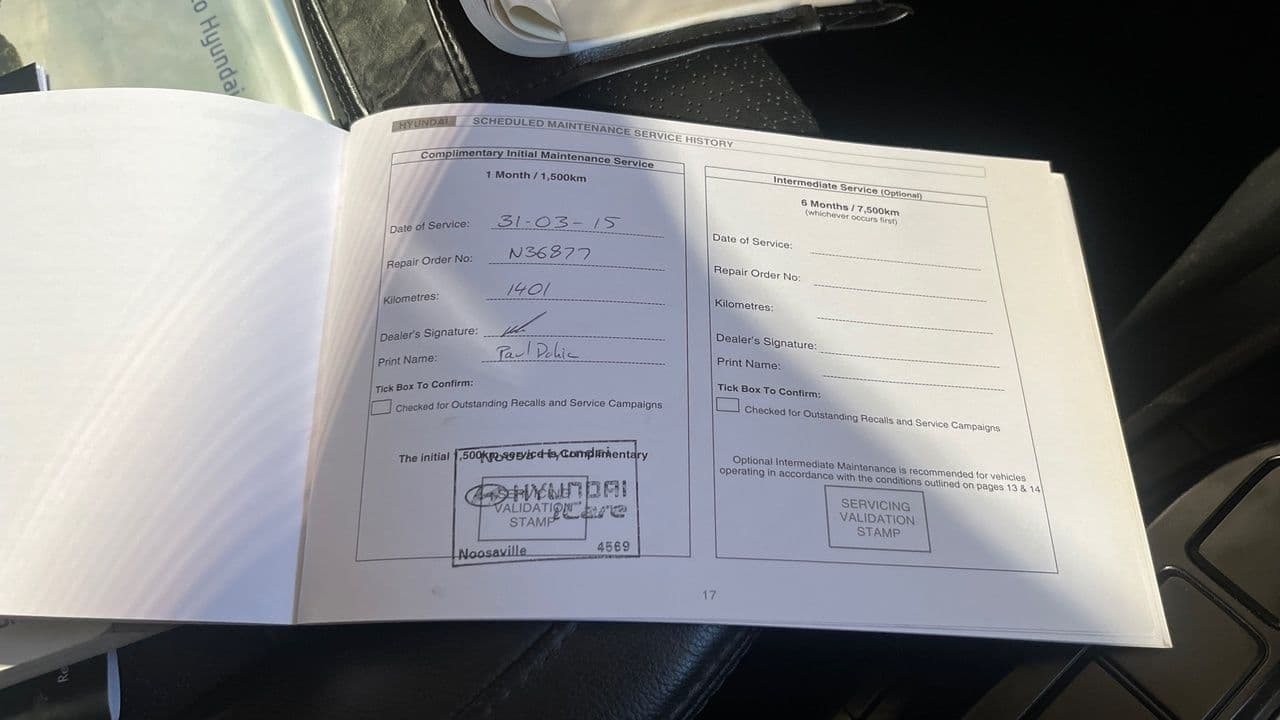 to Hyundai
HYUNDAI SCHEDULED MAINTENANCE SERVICE HISTORY
Complimentary Initial Maintenance Service
1 Month / 1,500km
Date of Service: 31-03-15
Repair Order No: N36877
Kilometres: 1401
Dealer's Signature:
Print Name: Paul
Tick Box To Confirm:
Checked for Outstanding Recalls and Service Campaigns
The initial 1,500km service is Complimentary
Noosa Hyundai
HYUNDAI
iCare
SERVICING
VALIDATION
STAMP
Noosaville 4569
Intermediate Service (Optional)
6 Months / 7,500km
(whichever occurs first)
Date of Service:
Repair Order No:
Kilometres:
Dealer's Signature:
Print Name:
Tick Box To Confirm:
Checked for Outstanding Recalls and Service Campaigns
Optional Intermediate Maintenance is recommended for vehicles
operating in accordance with the conditions outlined on pages 13 & 14
SERVICING
VALIDATION
STAMP
17